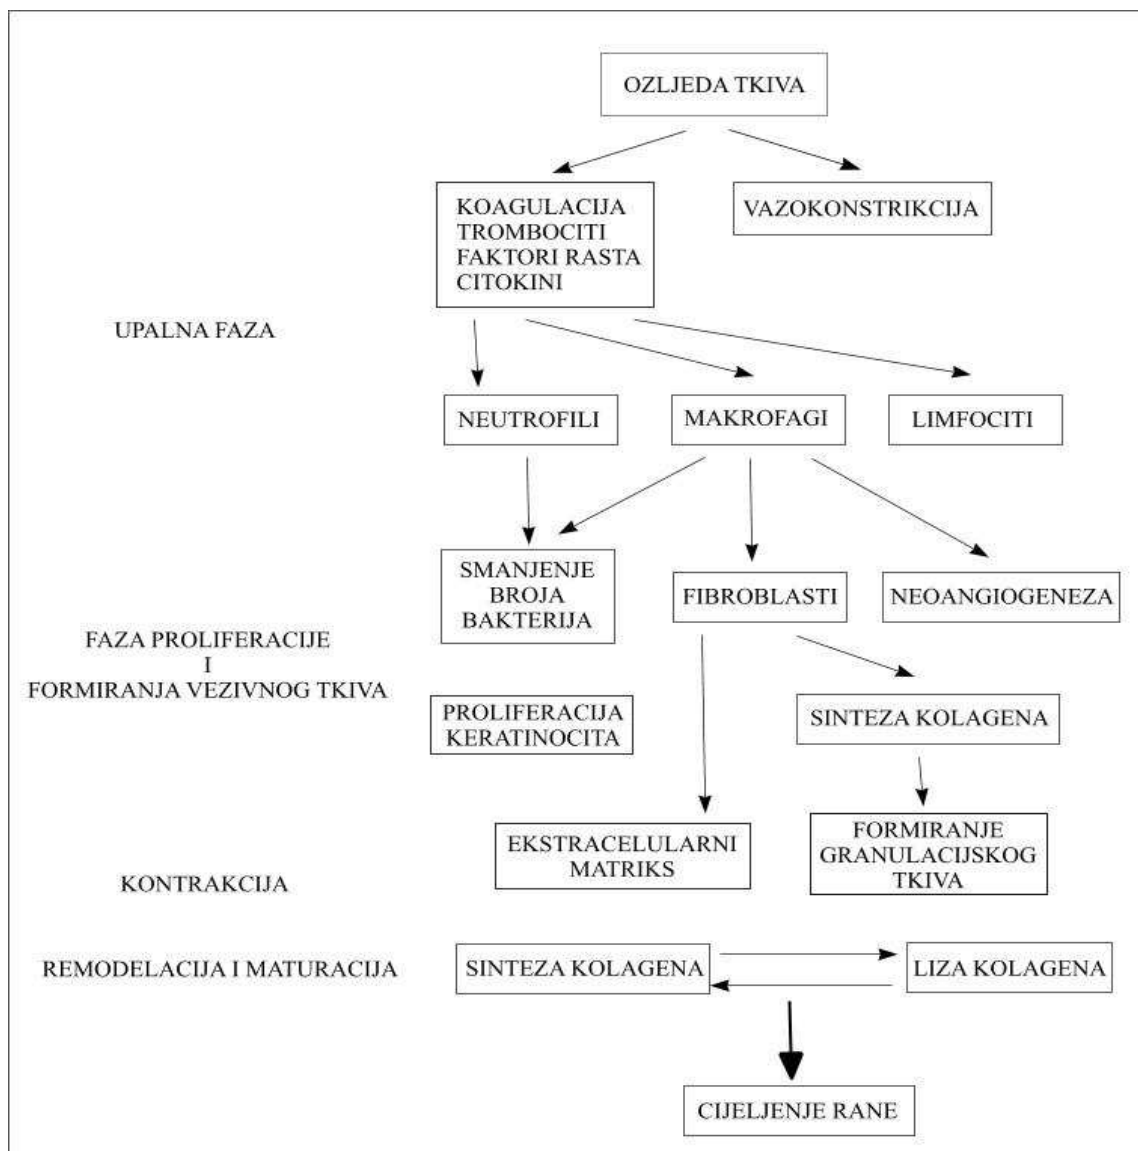 OZLJEDA TKIVA
KOAGULACIJA
TROMBOCITI
FAKTORI RASTA
CITOKINI
VAZOKONSTRIKCIJA
UPALNA FAZA
NEUTROFILI
MAKROFAGI
LIMFOCITI
SMANJENJE
BROJA
BAKTERIJA
FIBROBLASTI
NEOANGIOGENEZA
FAZA PROLIFERACIJE
I
FORMIRANJA VEZIVNOG TKIVA
PROLIFERACIJA
KERATINOCITA
SINTEZA KOLAGENA
EKSTRACELULARNI
MATRIKS
FORMIRANJE
GRANULACIJSKOG
TKIVA
KONTRAKCIJA
REMODELACIJA I MATURACIJA
SINTEZA KOLAGENA
LIZA KOLAGENA
CIJELJENJE RANE